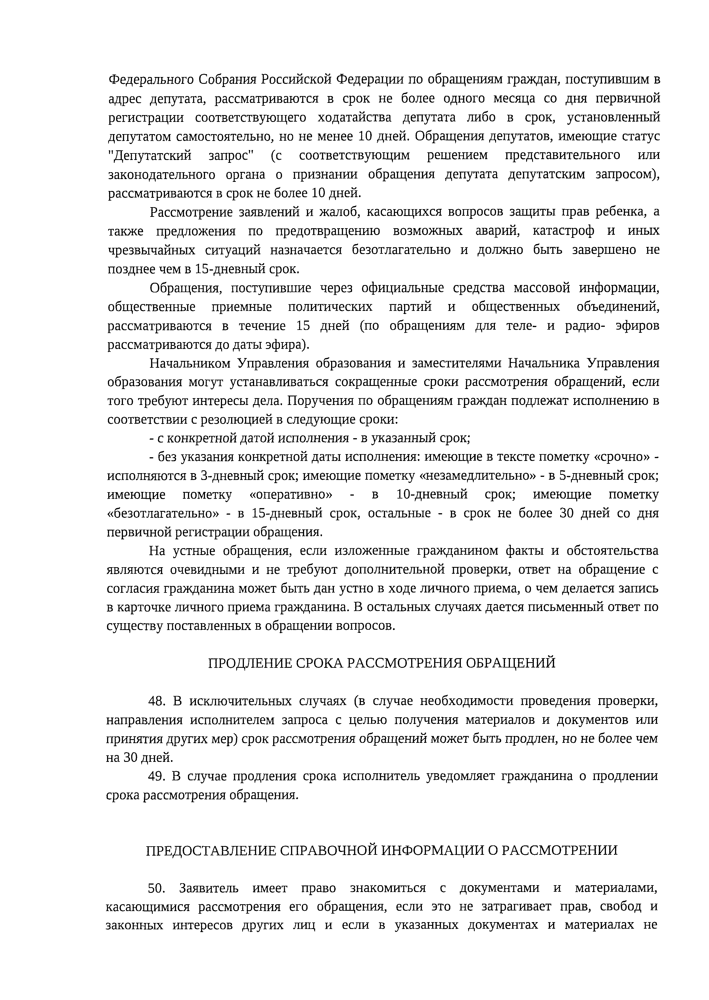 Федерального Собрания Российской Федерации по обращениям граждан, поступившим в
адрес депутата, рассматриваются в срок не более одного месяца со дня первичной
регистрации соответствующего ходатайства депутата либо в срок, установленный
депутатом самостоятельно, но не менее 10 дней. Обращения депутатов, имеющие статус
"Депутатский запрос" (с соответствующим решением представительного или
законодательного органа о признании обращения депутата депутатским запросом),
рассматриваются в срок не более 10 дней.
Рассмотрение заявлений и жалоб, касающихся вопросов защиты прав ребенка, а
также предложения по предотвращению возможных аварий, катастроф и иных
чрезвычайных ситуаций назначается безотлагательно и должно быть завершено не
позднее чем в 15-дневный срок.
Обращения, поступившие через официальные средства массовой информации,
общественные приемные политических партий и общественных объединений,
рассматриваются в течение 15 дней (по обращениям для теле- и радио- эфиров
рассматриваются до даты эфира).
Начальником Управления образования и заместителями Начальника Управления
образования могут устанавливаться сокращенные сроки рассмотрения обращений, если
того требуют интересы дела. Поручения по обращениям граждан подлежат исполнению в
соответствии с резолюцией в следующие сроки:
- с конкретной датой исполнения - в указанный срок;
- без указания конкретной даты исполнения: имеющие в тексте пометку «срочно» -
исполняются в 3-дневный срок; имеющие пометку «незамедлительно» - в 5-дневный срок;
имеющие пометку «оперативно» - в 10-дневный срок; имеющие пометку
«безотлагательно» - в 15-дневный срок, остальные - в срок не более 30 дней со дня
первичной регистрации обращения.
На устные обращения, если изложенные гражданином факты и обстоятельства
являются очевидными и не требуют дополнительной проверки, ответ на обращение с
согласия гражданина может быть дан устно в ходе личного приема, о чем делается запись
в карточке личного приема гражданина. В остальных случаях дается письменный ответ по
существу поставленных в обращении вопросов.
ПРОДЛЕНИЕ СРОКА РАССМОТРЕНИЯ ОБРАЩЕНИЙ
48. В исключительных случаях (в случае необходимости проведения проверки,
направления исполнителем запроса с целью получения материалов и документов или
принятия других мер) срок рассмотрения обращений может быть продлен, но не более чем
на 30 дней.
49. В случае продления срока исполнитель уведомляет гражданина о продлении
срока рассмотрения обращения.
ПРЕДОСТАВЛЕНИЕ СПРАВОЧНОЙ ИНФОРМАЦИИ О РАССМОТРЕНИИ
50. Заявитель имеет право знакомиться с документами и материалами,
касающимися рассмотрения его обращения, если это не затрагивает прав, свобод и
законных интересов других лиц и если в указанных документах и материалах не